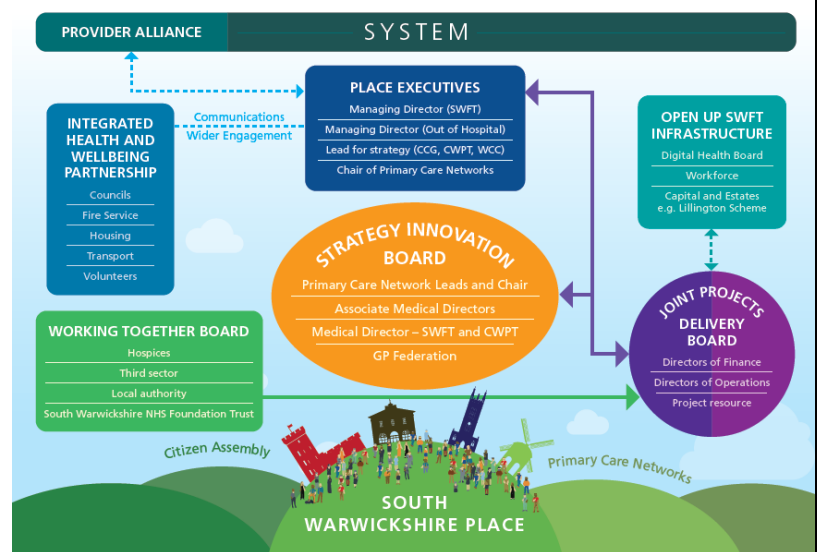 PROVIDER ALLIANCE
SYSTEM
INTEGRATED
HEALTH AND
WELLBEING
PARTNERSHIP
Councils
Fire Service
Housing
Transport
Volunteers
Communications
Wider Engagement
PLACE EXECUTIVES
Managing Director (SWFT)
Managing Director (Out of Hospital)
Lead for strategy (CCG, CWPT, WCC)
Chair of Primary Care Networks
OPEN UP SWFT
INFRASTRUCTURE
Digital Health Board
Workforce
Capital and Estates
e.g. Lillington Scheme
STRATEGY INNOVATION
BOARD
Primary Care Network Leads and Chair
Associate Medical Directors
Medical Director – SWFT and CWPT
GP Federation
WORKING TOGETHER BOARD
Hospices
Third sector
Local authority
South Warwickshire NHS Foundation Trust
JOINT PROJECTS
DELIVERY
BOARD
Directors of Finance
Directors of Operations
Project resource
Citizen Assembly
Primary Care Networks
SOUTH
WARWICKSHIRE PLACE